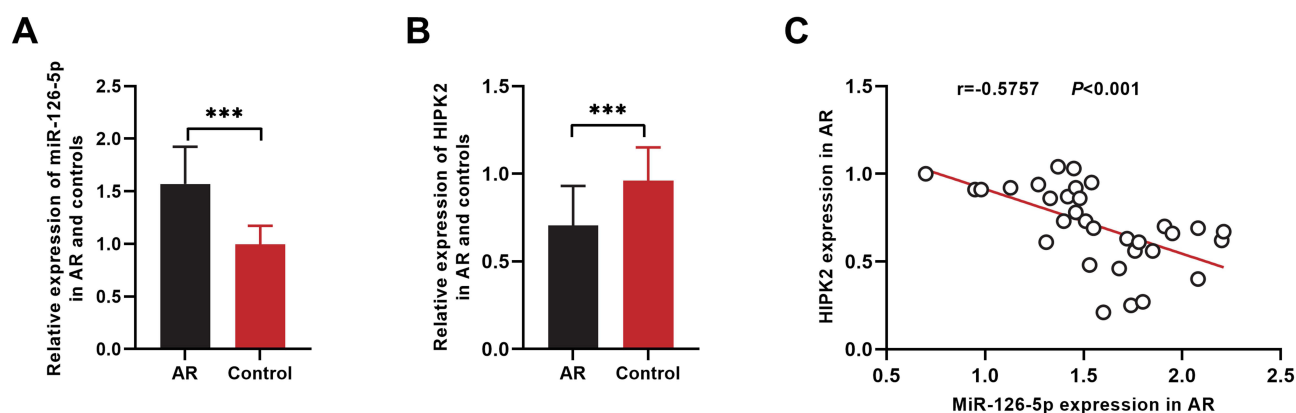 A
Relative expression of miR-126-5p
in AR and controls
2.5
2.0
1.5
1.0
0.5
0.0
***
AR
Control
B
Relative expression of HIPK2
in AR and controls
1.5
1.0
0.5
0.0
***
AR
Control
C
HIPK2 expression in AR
1.5
1.0
0.5
0.0
r=-0.5757 P<0.001
0.5
1.0
1.5
2.0
2.5
MiR-126-5p expression in AR